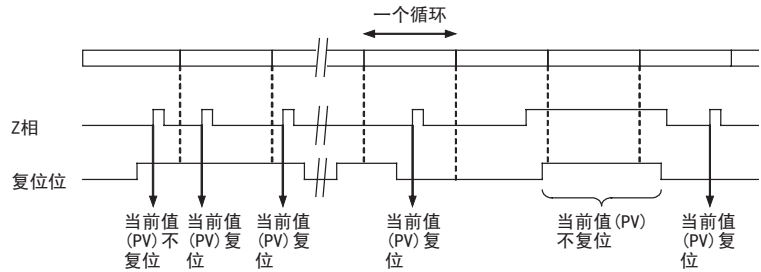 一个循环
Z相
复位位
当前值
(PV)不
复位
当前值
(PV)复
位
当前值
(PV)复
位
当前值
(PV)复
位
当前值(PV)
不复位
当前值
(PV)复
位